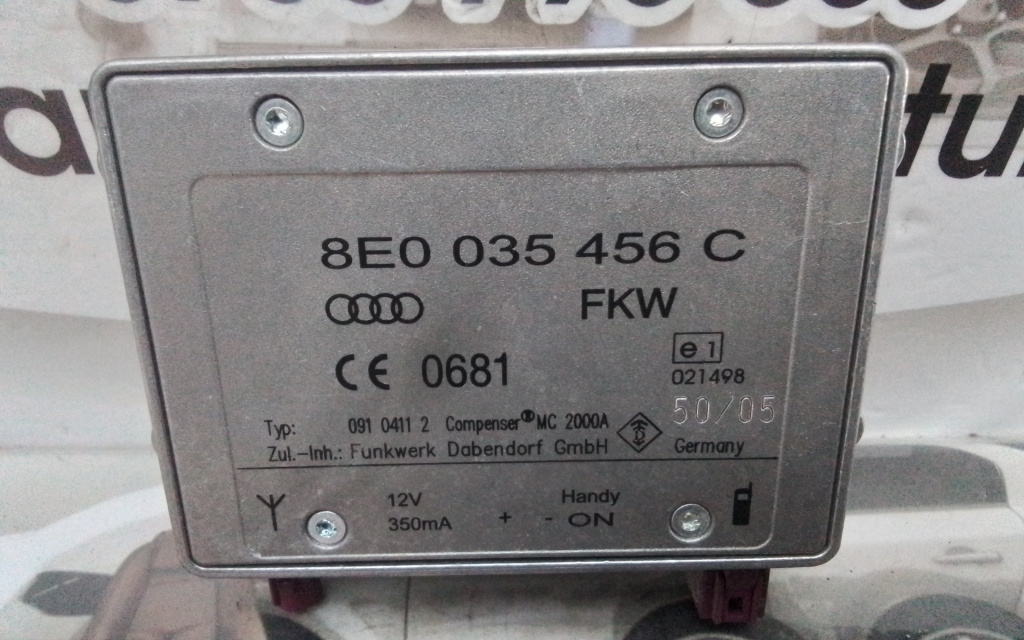 8E0 035 456 C
FKW
CE 0681
e1
021498
50/05
Typ: 091 0411 2 Compenser® MC 2000A
Zul.-Inh.: Funkwerk Dabendorf GmbH Germany
12V Handy
350mA + - ON